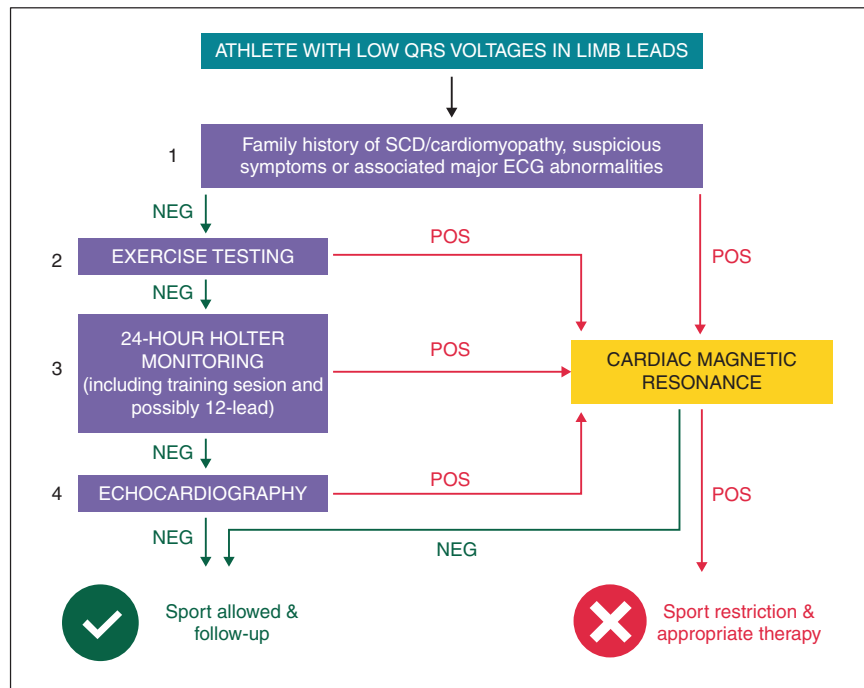 ATHLETE WITH LOW QRS VOLTAGES IN LIMB LEADS
1
Family history of SCD/cardiomyopathy, suspicious
symptoms or associated major ECG abnormalities
NEG
POS
2
EXERCISE TESTING
POS
NEG
3
24-HOUR HOLTER
MONITORING
(including training sesion and
possibly 12-lead)
POS
CARDIAC MAGNETIC
RESONANCE
NEG
4
ECHOCARDIOGRAPHY
POS
POS
NEG
NEG
Sport allowed &
follow-up
Sport restriction &
appropriate therapy